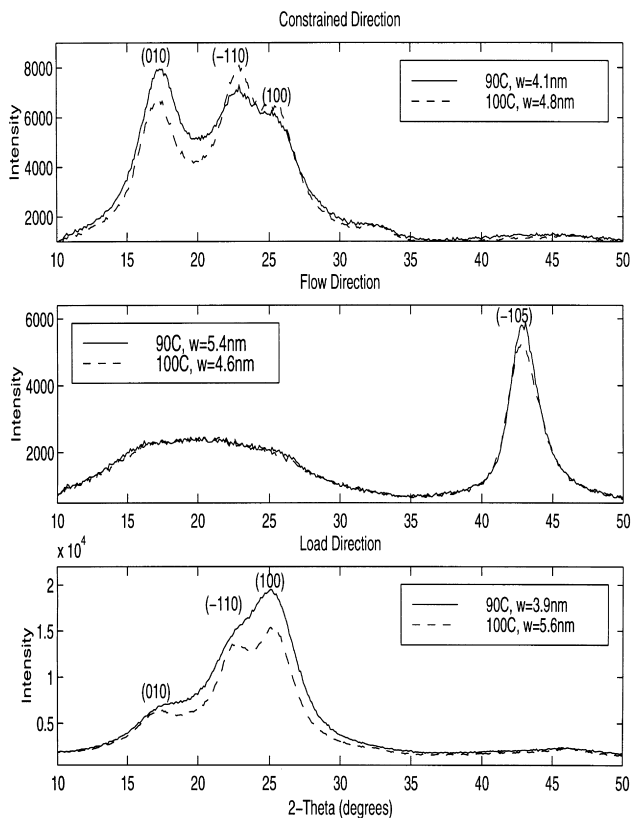 Constrained Direction
8000
6000
4000
2000
Intensity
(010)
(−110)
(100)
90C, w=4.1nm
100C, w=4.8nm
10 15 20 25 30 35 40 45 50
Flow Direction
6000
4000
2000
Intensity
90C, w=5.4nm
100C, w=4.6nm
(−105)
10 15 20 25 30 35 40 45 50
x 10^4
Load Direction
2
1.5
1
0.5
Intensity
(010)
(−110)
(100)
90C, w=3.9nm
100C, w=5.6nm
10 15 20 25 30 35 40 45 50
2−Theta (degrees)